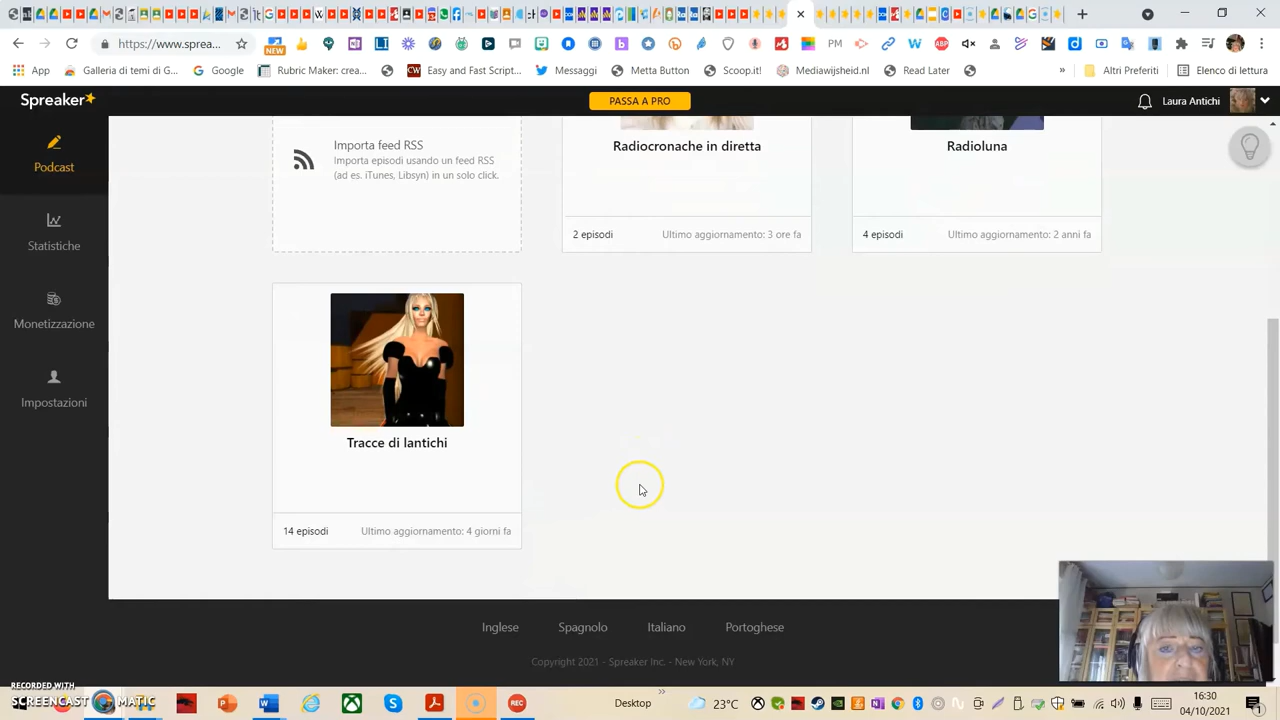 https://www.sprea...
NEW
PM
ABP
App
Galleria di temi di G...
Google
Rubric Maker: crea...
CW
Easy and Fast Script...
Messaggi
Metta Button
Scoop.it!
Mediawijsheid.nl
Read Later
»
Altri Preferiti
Elenco di lettura
Spreaker
PASSA A PRO
Laura Antichi
Podcast
Statistiche
Monetizzazione
Impostazioni
Importa feed RSS
Importa episodi usando un feed RSS
(ad es. iTunes, Libsyn) in un solo click.
Radiocronache in diretta
2 episodi
Ultimo aggiornamento: 3 ore fa
Radioluna
4 episodi
Ultimo aggiornamento: 2 anni fa
Tracce di lantichi
14 episodi
Ultimo aggiornamento: 4 giorni fa
Inglese
Spagnolo
Italiano
Portoghese
Copyright 2021 - Spreaker Inc. - New York, NY
RECORDED WITH
SCREENCAST MATIC
REC
Desktop
»
23°C
16:30
04/10/2021